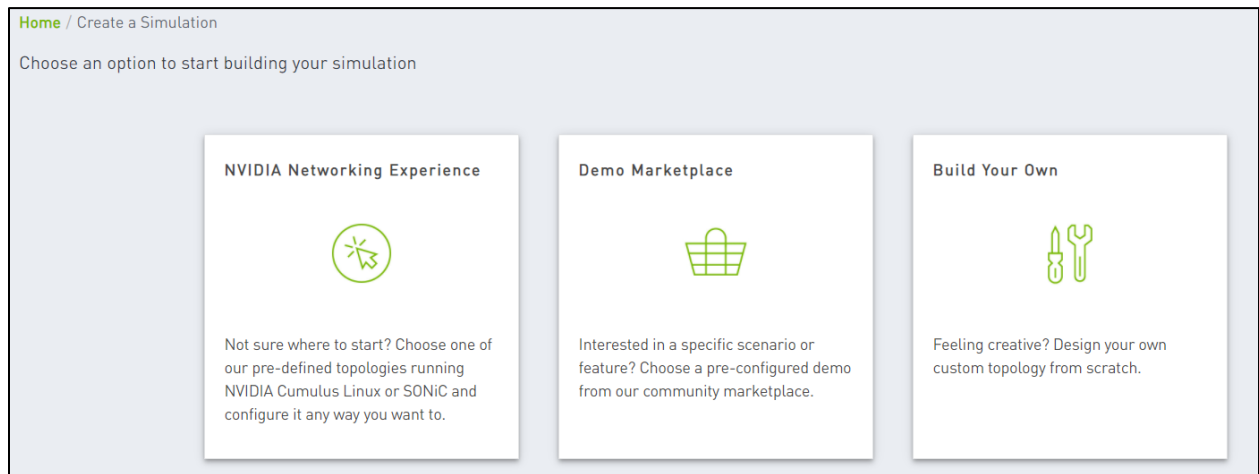 Home / Create a Simulation
Choose an option to start building your simulation
NVIDIA Networking Experience
Not sure where to start? Choose one of
our pre-defined topologies running
NVIDIA Cumulus Linux or SONiC and
configure it any way you want to.
Demo Marketplace
Interested in a specific scenario or
feature? Choose a pre-configured demo
from our community marketplace.
Build Your Own
Feeling creative? Design your own
custom topology from scratch.